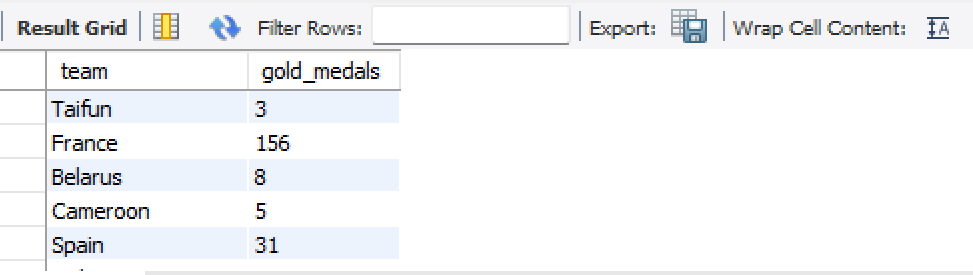 Result Grid Filter Rows: Export: Wrap Cell Content:
team gold_medals
Taifun 3
France 156
Belarus 8
Cameroon 5
Spain 31